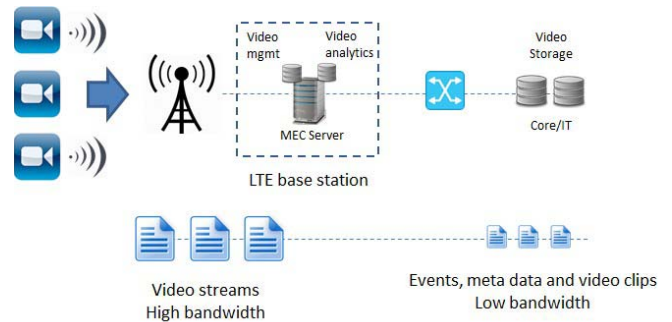 Video
mgmt
Video
analytics
MEC Server
LTE base station
Video
Storage
Core/IT
Video streams
High bandwidth
Events, meta data and video clips
Low bandwidth